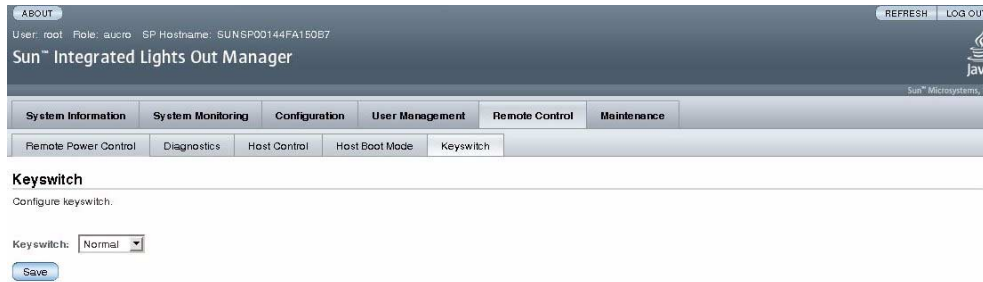 ABOUT
REFRESH LOG OU
User: root Role: aucro SP Hostname: SUNSP00144FA150B7
Sun™ Integrated Lights Out Manager
Jav
Sun™ Microsystems,
System Information System Monitoring Configuration User Management Remote Control Maintenance
Remote Power Control Diagnostics Host Control Host Boot Mode Keyswitch
Keyswitch
Configure keyswitch.
Keyswitch: Normal
Save